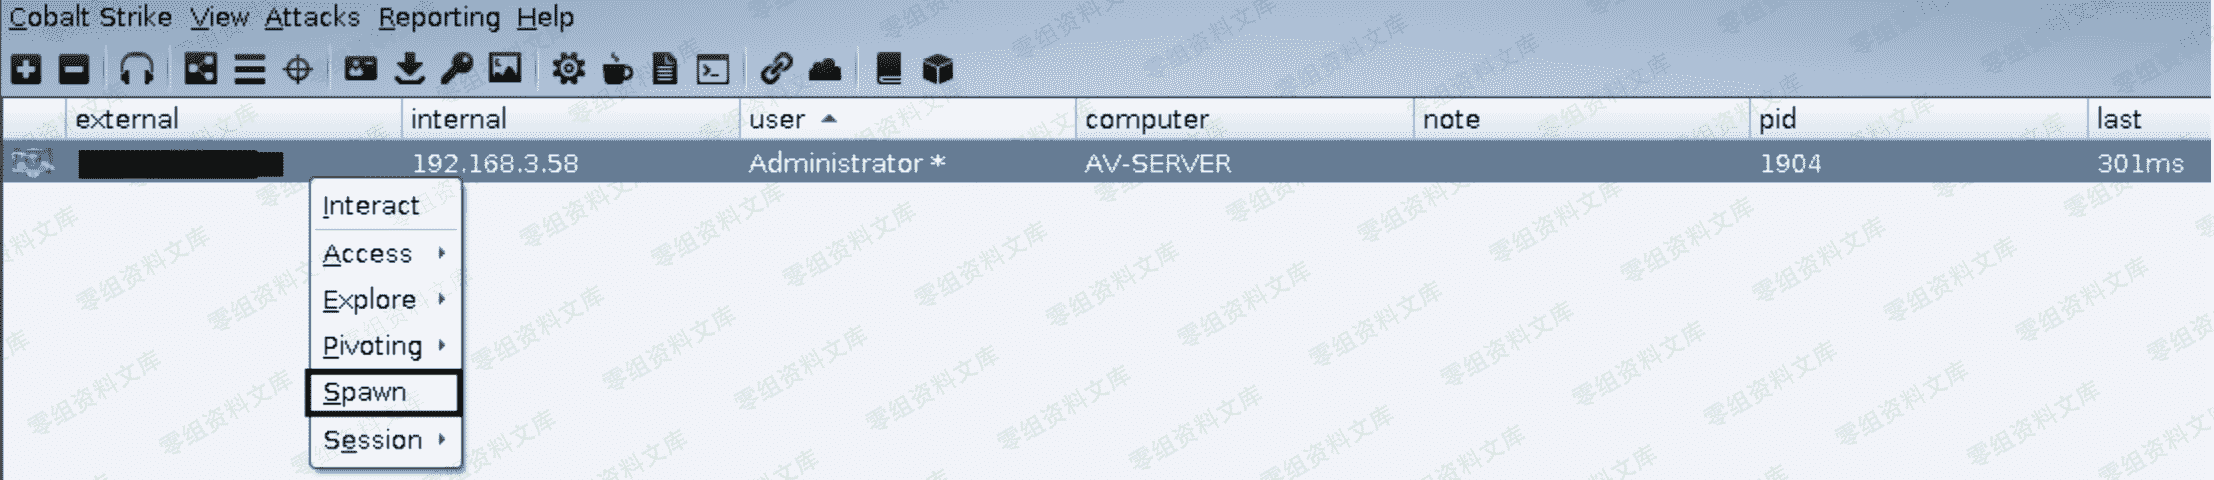 Cobalt Strike View Attacks Reporting Help
external internal user computer note pid last
192.168.3.58 Administrator * AV-SERVER 1904 301ms
Interact
Access
Explore
Pivoting
Spawn
Session
零组资料文库